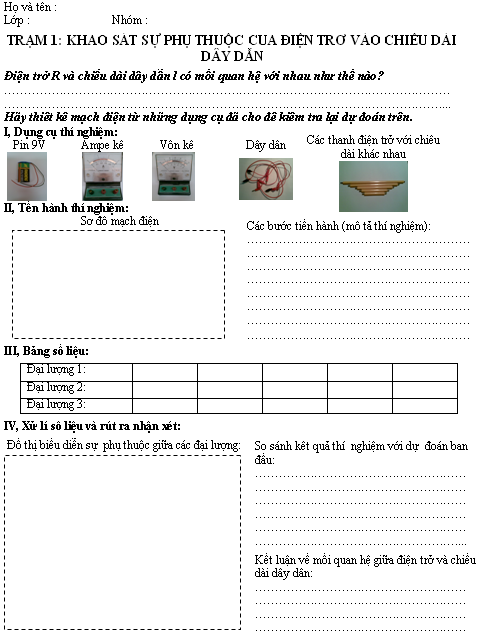 Họ và tên :
Lớp : Nhóm :
TRẠM 1: KHẢO SÁT SỰ PHỤ THUỘC CỦA ĐIỆN TRỞ VÀO CHIỀU DÀI
DÂY DẪN
Điện trở R và chiều dài dây dẫn l có mối quan hệ với nhau như thế nào?
……………………………………………………………………………………
……………………………………………………………………………………
Hãy thiết kế mạch điện từ những dụng cụ đã cho để kiểm tra lại dự đoán trên.
I, Dụng cụ thí nghiệm:
Pin 9V Ampe kế Vôn kế Dây dẫn Các thanh điện trở với chiều
dài khác nhau
II, Tến hành thí nghiệm:
Sơ đồ mạch điện
Các bước tiến hành (mô tả thí nghiệm):
……………………………………………
……………………………………………
……………………………………………
……………………………………………
……………………………………………
……………………………………………
……………………………………………
……………………………………………
III, Bảng số liệu:
Đại lượng 1:
Đại lượng 2:
Đại lượng 3:
IV, Xử lí số liệu và rút ra nhận xét:
Đồ thị biểu diễn sự phụ thuộc giữa các đại lượng:
So sánh kết quả thí nghiệm với dự đoán ban
đầu:
……………………………………………
……………………………………………
……………………………………………
……………………………………………
……………………………………………
……………………………………………
Kết luận về mối quan hệ giữa điện trở và chiều
dài dây dẫn:
……………………………………………
……………………………………………
……………………………………………
……………………………………………